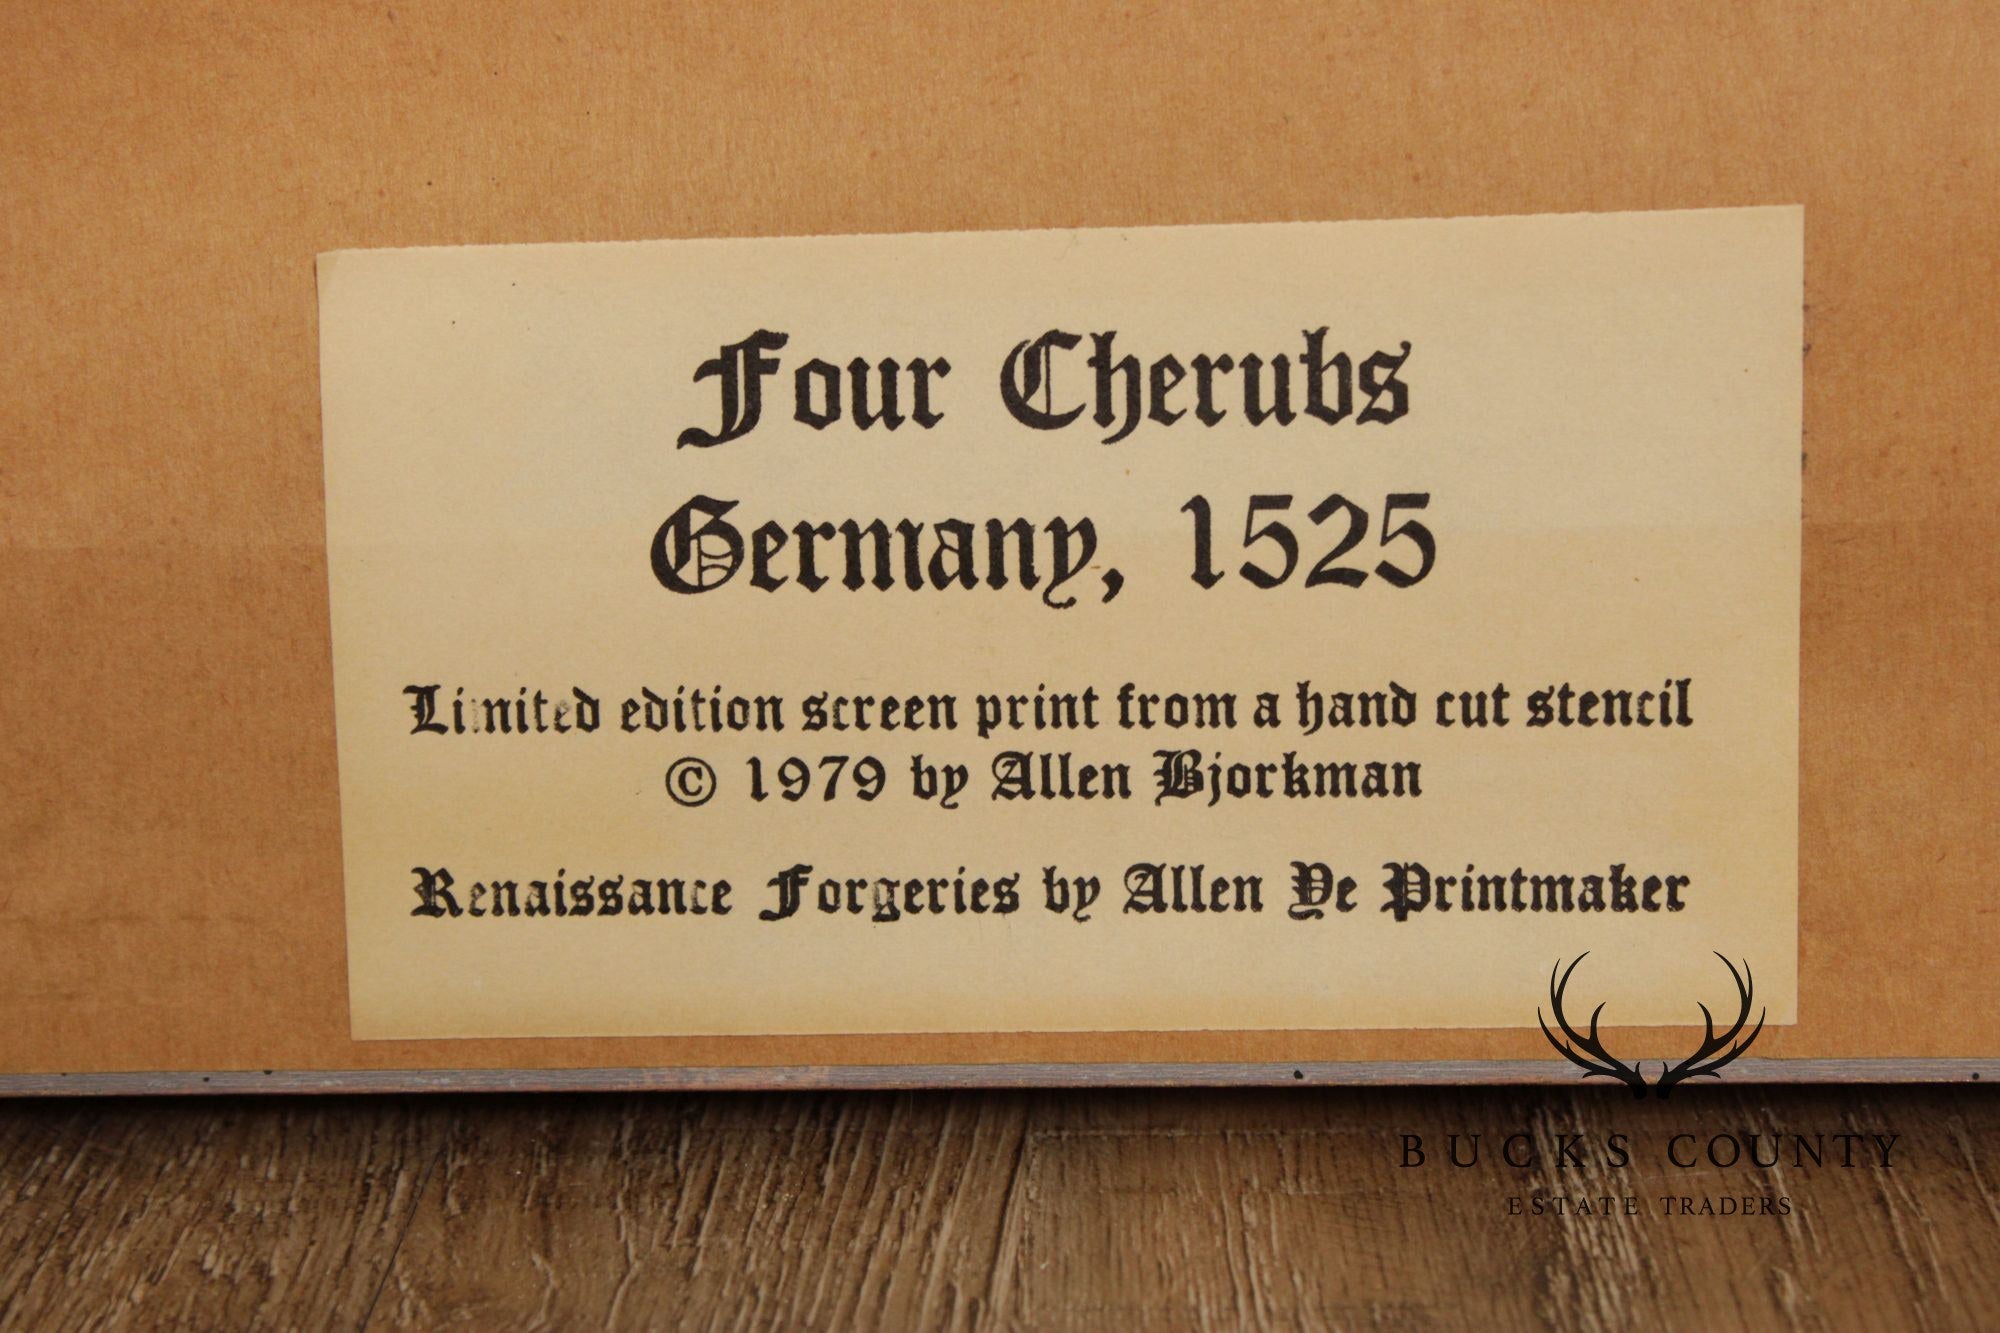 Four Cherubs
Germany, 1525
Limited edition screen print from a hand cut stencil
© 1979 by Allen Bjorkman
Renaissance Forgeries by Allen Ye Printmaker
BUCKS COUNTY
ESTATE TRADERS